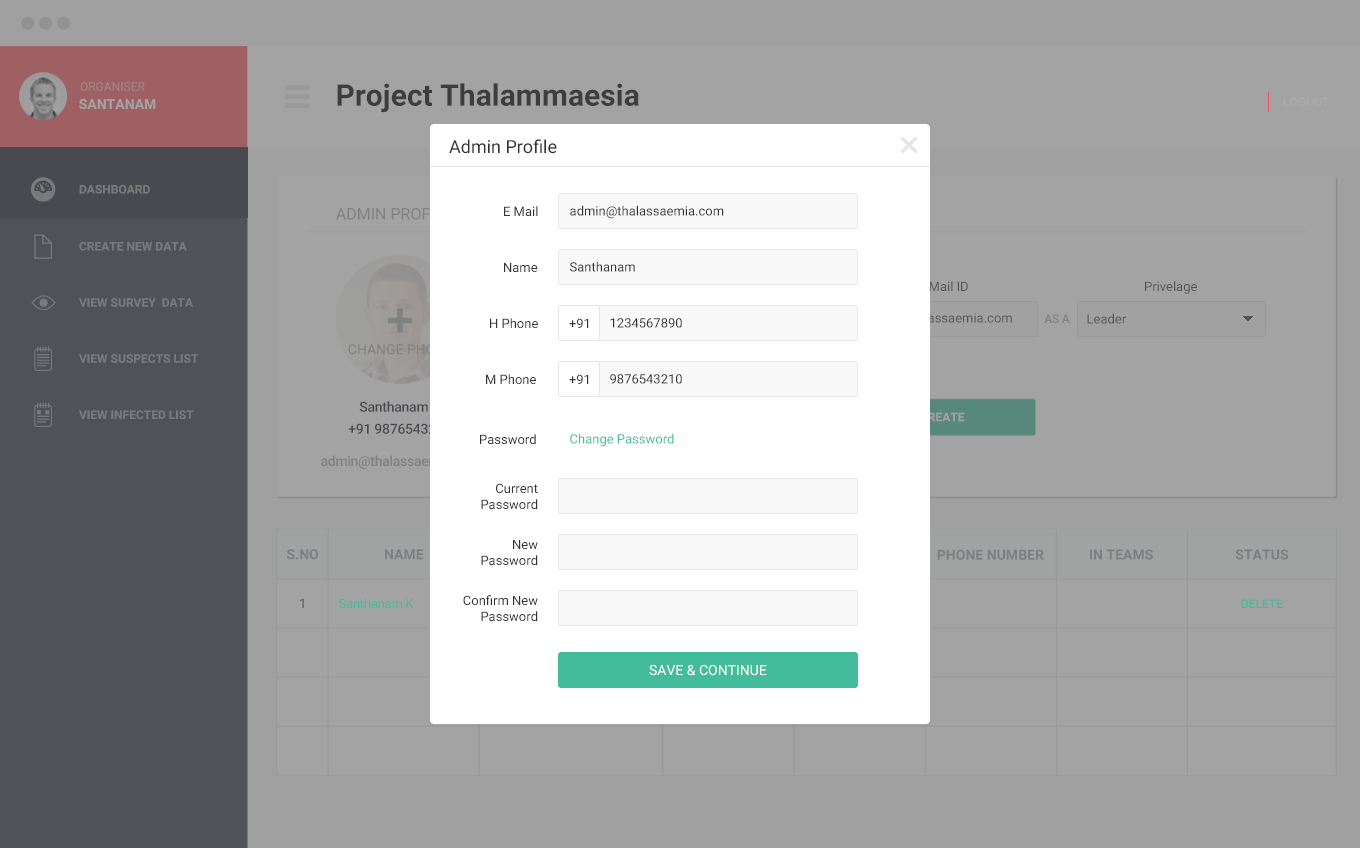 ORGANISER
SANTANAM
Project Thalammaesia
LOGOUT
DASHBOARD
CREATE NEW DATA
VIEW SURVEY DATA
VIEW SUSPECTS LIST
VIEW INFECTED LIST
Admin Profile
E Mail admin@thalassaemia.com
Name Santhanam
H Phone +91 1234567890
M Phone +91 9876543210
Password Change Password
Current
Password
New
Password
Confirm New
Password
SAVE & CONTINUE
ADMIN PROF
CHANGE PHO
Santhanam
+91 9876543
admin@thalassae
Mail ID Privelage
assaemia.com AS A Leader
REATE
S.NO NAME PHONE NUMBER IN TEAMS STATUS
1 Santhanam K DELETE